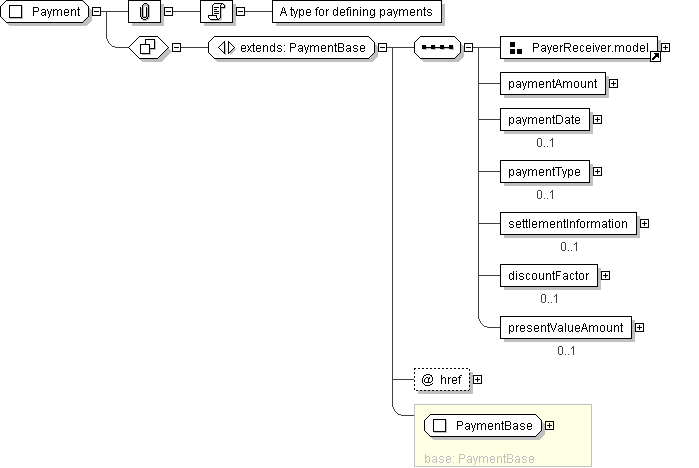 Payment
A type for defining payments
extends: PaymentBase
PayerReceiver.model
paymentAmount
paymentDate
0..1
paymentType
0..1
settlementInformation
0..1
discountFactor
0..1
presentValueAmount
0..1
@ href
PaymentBase
base: PaymentBase